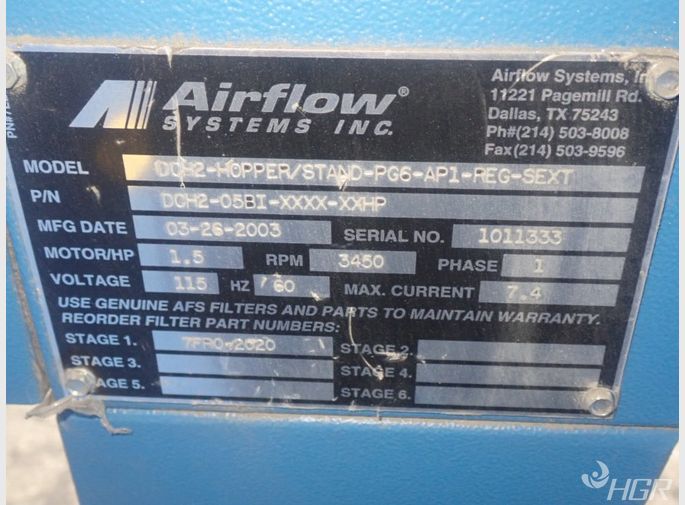 Airflow®
SYSTEMS INC.
Airflow Systems, In
11221 Pagemill Rd.
Dallas, TX 75243
Ph#(214) 503-8008
Fax(214) 503-9596
MODEL DCH2-HOPPER/STAND-PG6-AP1-REG-SEXT
P/N DCH2-05BI-XXXX-XXHP
MFG DATE 03-26-2003 SERIAL NO. 1011333
MOTOR/HP 1.5 RPM 3450 PHASE 1
VOLTAGE 115 HZ 60 MAX. CURRENT 7.4
USE GENUINE AFS FILTERS AND PARTS TO MAINTAIN WARRANTY.
REORDER FILTER PART NUMBERS:
STAGE 1. 7FRO-2020 STAGE 2.
STAGE 3. STAGE 4.
STAGE 5. STAGE 6.
HGR